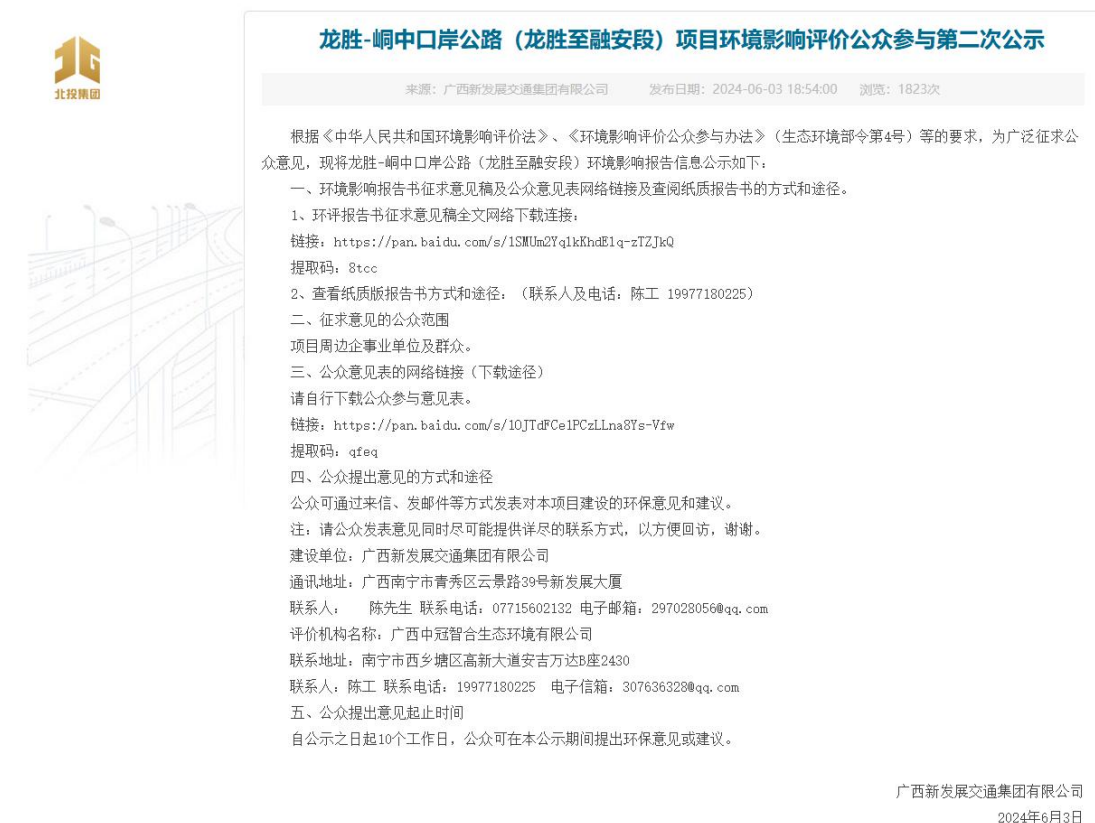 龙胜-峒中口岸公路（龙胜至融安段）项目环境影响评价公众参与第二次公示
北投集团
来源：广西新发展交通集团有限公司 发布日期：2024-06-03 18:54:00 浏览：1823次
根据《中华人民共和国环境影响评价法》、《环境影响评价公众参与办法》（生态环境部令第4号）等的要求，为广泛征求公
众意见，现将龙胜-峒中口岸公路（龙胜至融安段）环境影响报告信息公示如下：
一、环境影响报告书征求意见稿及公众意见表网络链接及查阅纸质报告书的方式和途径。
1、环评报告书征求意见稿全文网络下载连接：
链接：https://pan.baidu.com/s/1SMUm2Yq1kKhdE1q-zTZJkQ
提取码：8tcc
2、查看纸质版报告书方式和途径：（联系人及电话：陈工 19977180225）
二、征求意见的公众范围
项目周边企事业单位及群众。
三、公众意见表的网络链接（下载途径）
请自行下载公众参与意见表。
链接：https://pan.baidu.com/s/1OJTdFCe1PCzLLna8Ys-Vfw
提取码：qfeq
四、公众提出意见的方式和途径
公众可通过来信、发邮件等方式发表对本项目建设的环保意见和建议。
注：请公众发表意见同时尽可能提供详尽的联系方式，以方便回访，谢谢。
建设单位：广西新发展交通集团有限公司
通讯地址：广西南宁市青秀区云景路39号新发展大厦
联系人： 陈先生 联系电话：07715602132 电子邮箱：297028056@qq.com
评价机构名称：广西中冠智合生态环境有限公司
联系地址：南宁市西乡塘区高新大道安吉万达B座2430
联系人：陈工 联系电话：19977180225 电子信箱：307636328@qq.com
五、公众提出意见起止时间
自公示之日起10个工作日，公众可在本公示期间提出环保意见或建议。
广西新发展交通集团有限公司
2024年6月3日